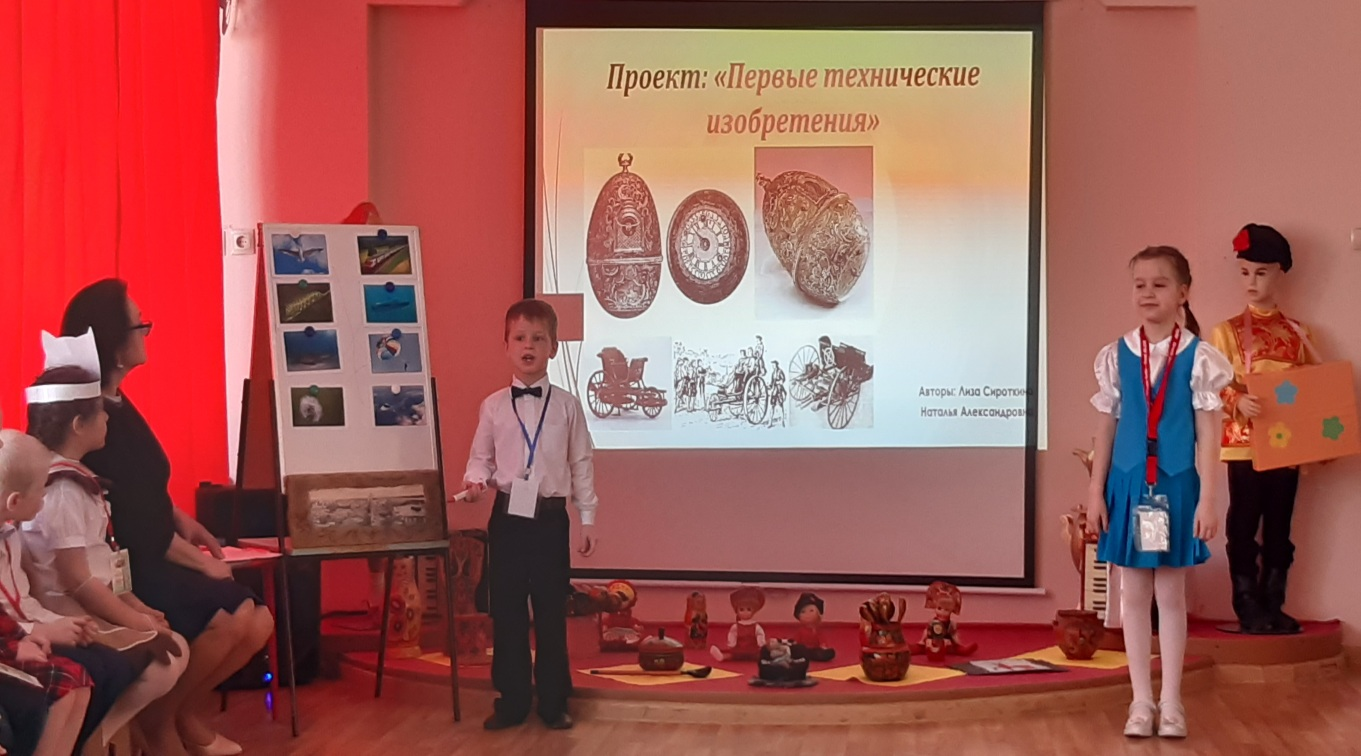 Проект: «Первые технические
изобретения»
Авторы: Лиза Сироткина
Наталья Александровна